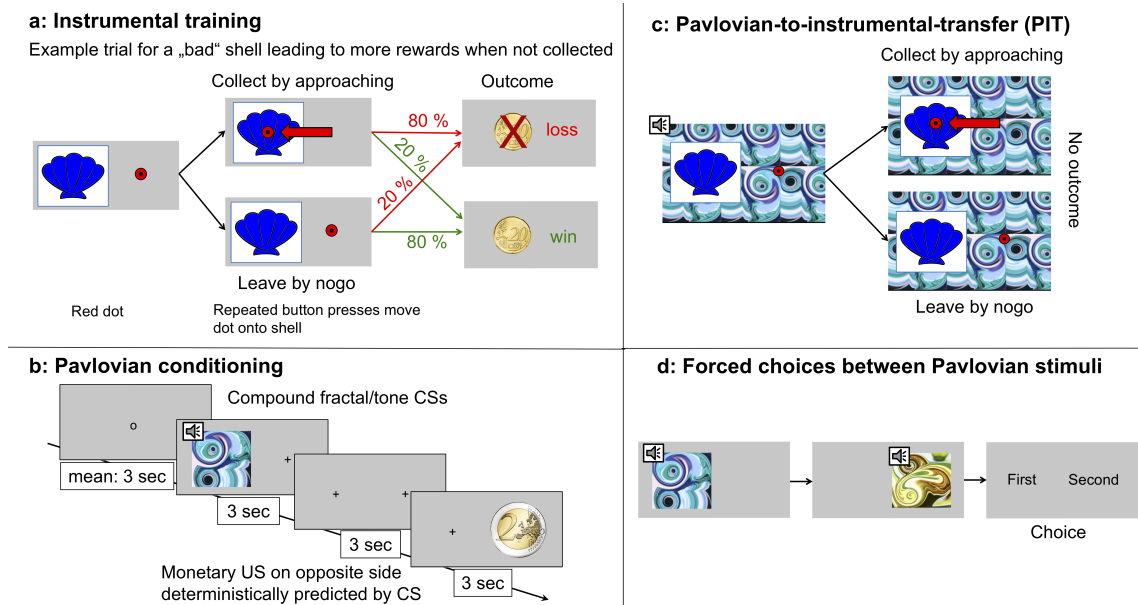 a: Instrumental training
Example trial for a „bad“ shell leading to more rewards when not collected
Collect by approaching
Outcome
80 %
20 %
20 %
80 %
loss
win
20
Leave by nogo
Red dot
Repeated button presses move
dot onto shell
b: Pavlovian conditioning
Compound fractal/tone CSs
o
mean: 3 sec
+
3 sec
+ +
3 sec
+
2
3 sec
Monetary US on opposite side
deterministically predicted by CS
c: Pavlovian-to-instrumental-transfer (PIT)
Collect by approaching
No outcome
Leave by nogo
d: Forced choices between Pavlovian stimuli
First Second
Choice